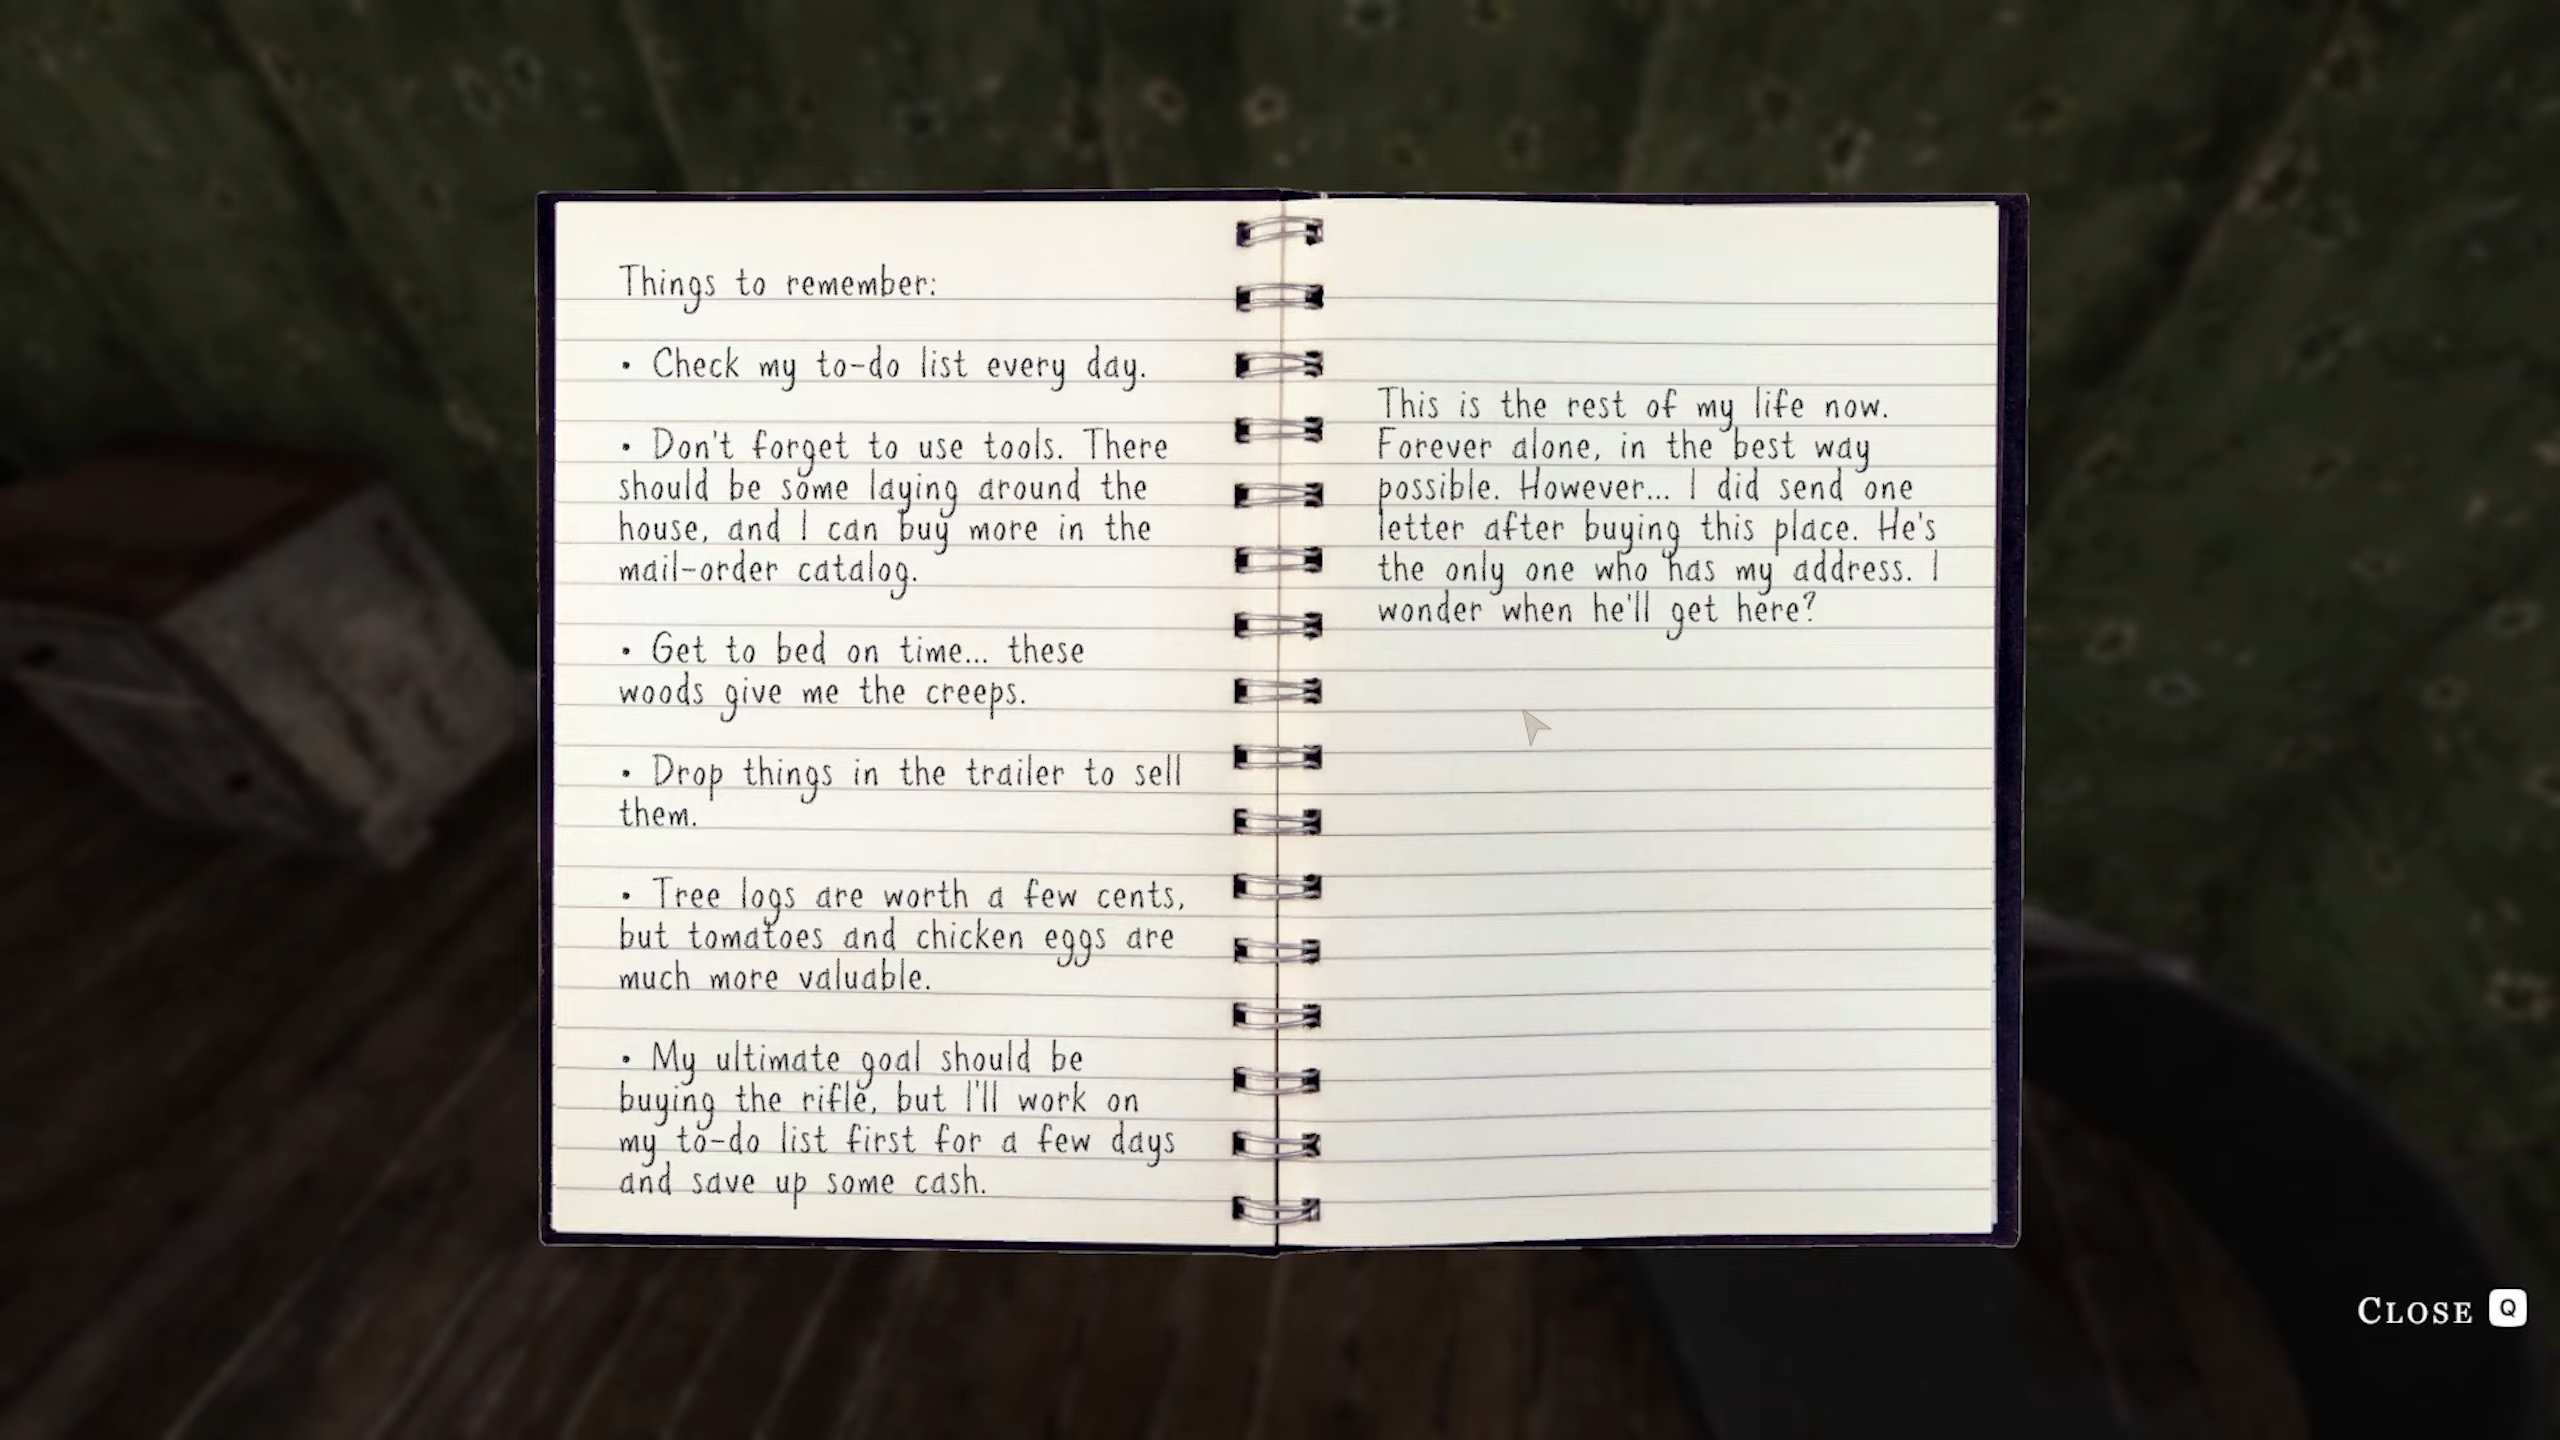 Things to remember:
• Check my to-do list every day.
• Don't forget to use tools. There
should be some laying around the
house, and I can buy more in the
mail-order catalog.
• Get to bed on time... these
woods give me the creeps.
• Drop things in the trailer to sell
them.
• Tree logs are worth a few cents,
but tomatoes and chicken eggs are
much more valuable.
• My ultimate goal should be
buying the rifle, but I'll work on
my to-do list first for a few days
and save up some cash.
This is the rest of my life now.
Forever alone, in the best way
possible. However... I did send one
letter after buying this place. He's
the only one who has my address. I
wonder when he'll get here?
CLOSE Q